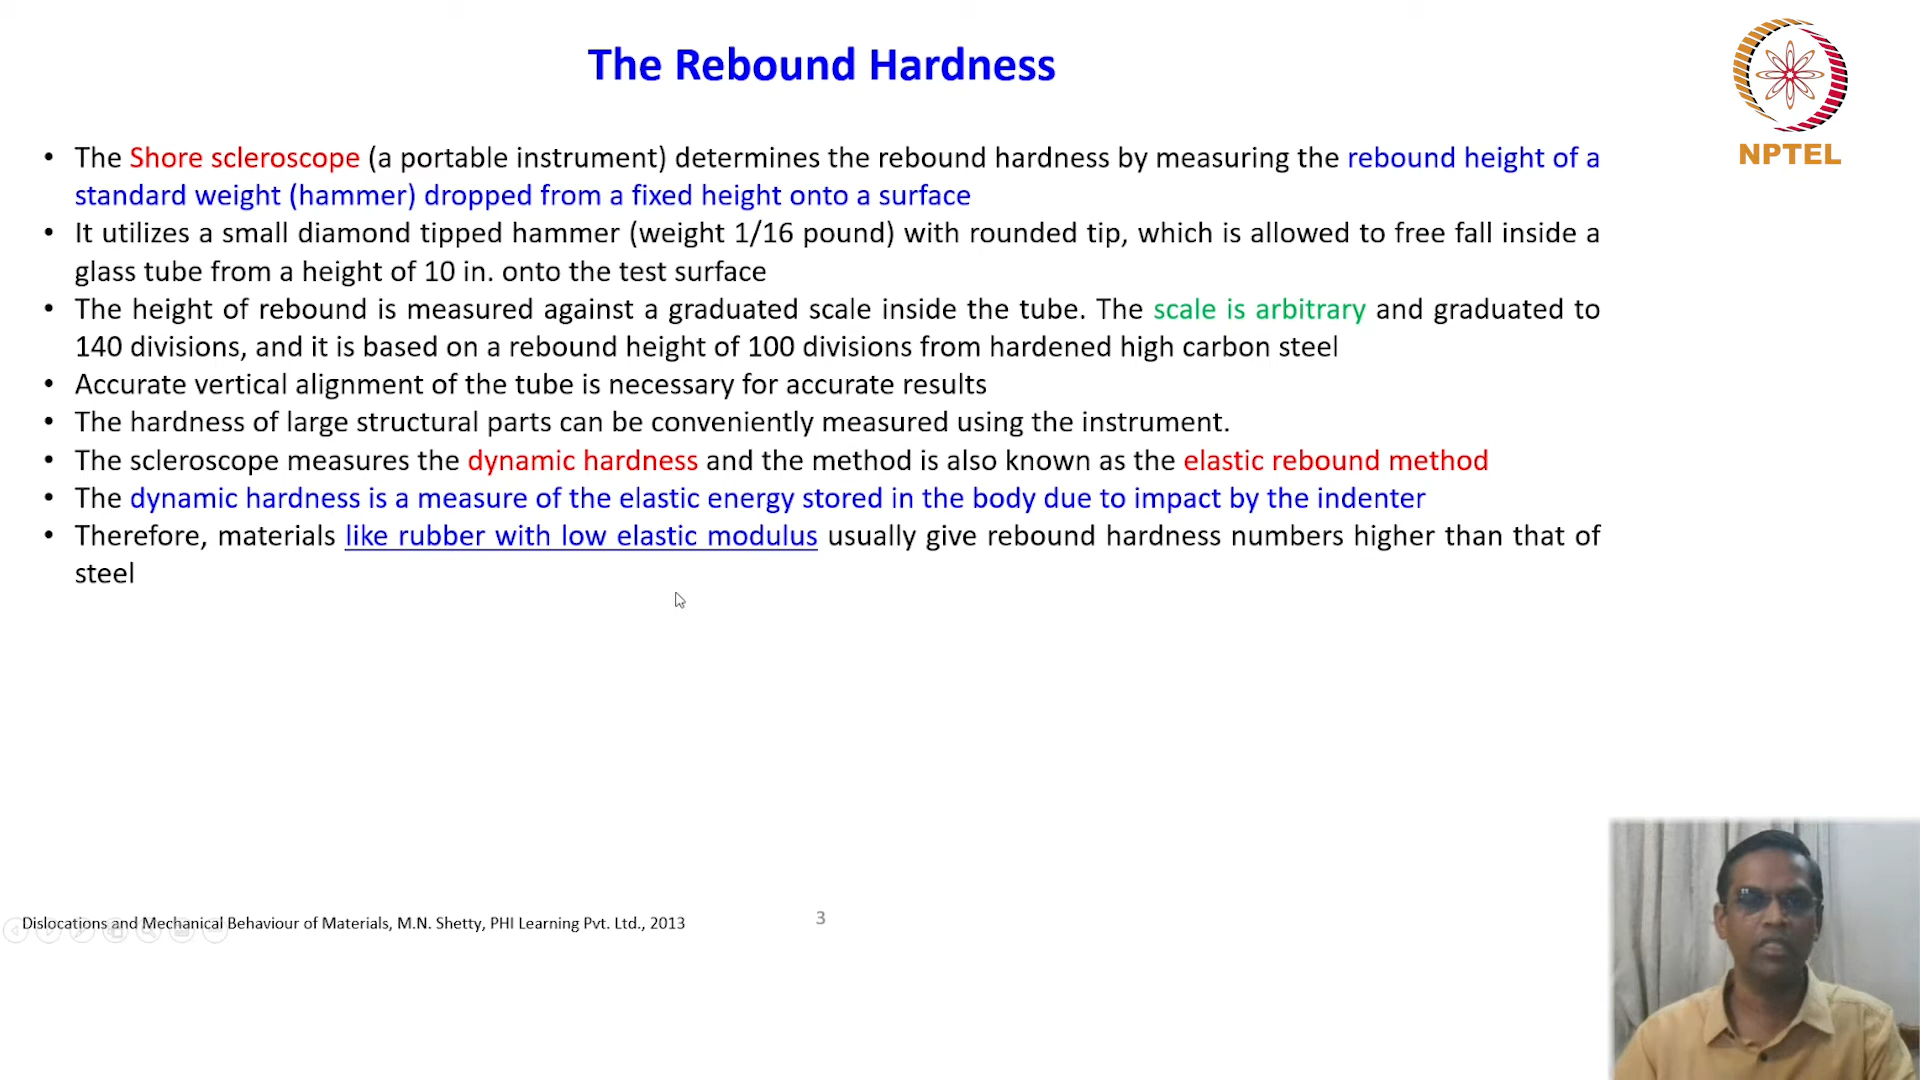 The Rebound Hardness
NPTEL
• The Shore scleroscope (a portable instrument) determines the rebound hardness by measuring the rebound height of a
standard weight (hammer) dropped from a fixed height onto a surface
• It utilizes a small diamond tipped hammer (weight 1/16 pound) with rounded tip, which is allowed to free fall inside a
glass tube from a height of 10 in. onto the test surface
• The height of rebound is measured against a graduated scale inside the tube. The scale is arbitrary and graduated to
140 divisions, and it is based on a rebound height of 100 divisions from hardened high carbon steel
• Accurate vertical alignment of the tube is necessary for accurate results
• The hardness of large structural parts can be conveniently measured using the instrument.
• The scleroscope measures the dynamic hardness and the method is also known as the elastic rebound method
• The dynamic hardness is a measure of the elastic energy stored in the body due to impact by the indenter
• Therefore, materials like rubber with low elastic modulus usually give rebound hardness numbers higher than that of
steel
Dislocations and Mechanical Behaviour of Materials, M.N. Shetty, PHI Learning Pvt. Ltd., 2013
3